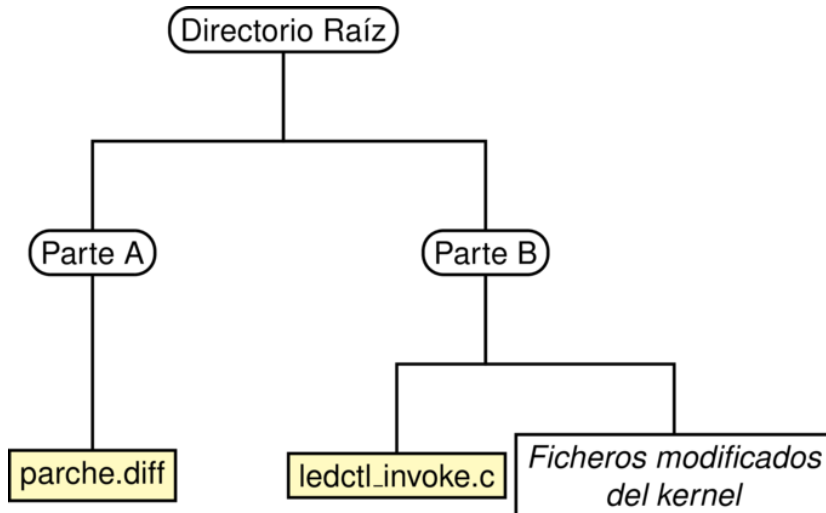 Directorio Raíz
Parte A
Parte B
parche.diff
ledctl_invoke.c
Ficheros modificados
del kernel